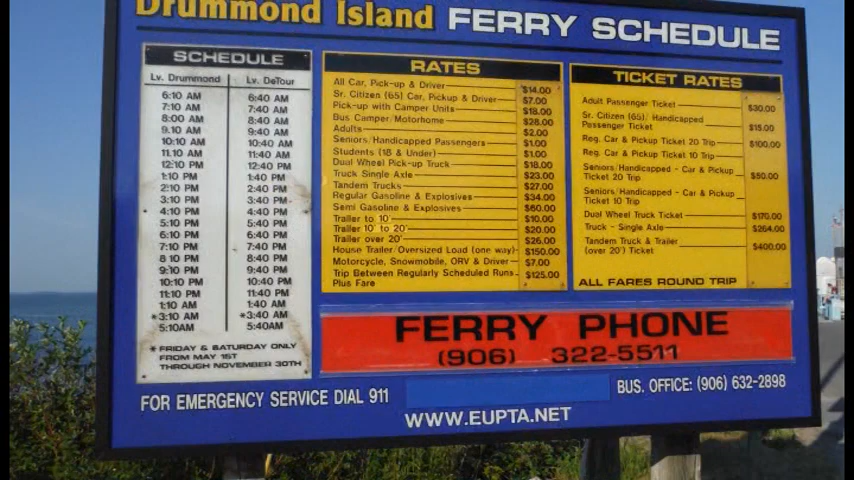 Drummond Island FERRY SCHEDULE
SCHEDULE
Lv. Drummond Lv. DeTour
6:10 AM 6:40 AM
7:10 AM 7:40 AM
8:00 AM 8:40 AM
9:10 AM 9:40 AM
10:10 AM 10:40 AM
11:10 AM 11:40 AM
12:10 PM 12:40 PM
1:10 PM 1:40 PM
2:10 PM 2:40 PM
3:10 PM 3:40 PM
4:10 PM 4:40 PM
5:10 PM 5:40 PM
6:10 PM 6:40 PM
7:10 PM 7:40 PM
8:10 PM 8:40 PM
9:10 PM 9:40 PM
10:10 PM 10:40 PM
11:10 PM 11:40 PM
1:10 AM 1:40 AM
*3:10 AM *3:40 AM
5:10AM 5:40AM
* FRIDAY & SATURDAY ONLY
FROM MAY 1ST
THROUGH NOVEMBER 30TH
RATES
All Car, Pick-up & Driver $14.00
Sr. Citizen (65) Car, Pickup & Driver $7.00
Pick-up with Camper Units $18.00
Bus Camper/Motorhome $28.00
Adults $2.00
Seniors/Handicapped Passengers $1.00
Students (18 & Under) $1.00
Dual Wheel Pick-up Truck $18.00
Truck Single Axle $23.00
Tandem Trucks $27.00
Regular Gasoline & Explosives $34.00
Semi Gasoline & Explosives $60.00
Trailer to 10' $10.00
Trailer 10' to 20' $20.00
Trailer over 20' $26.00
House Trailer/Oversized Load (one way) $150.00
Motorcycle, Snowmobile, ORV & Driver $7.00
Trip Between Regularly Scheduled Runs - $125.00
Plus Fare
TICKET RATES
Adult Passenger Ticket $30.00
Sr. Citizen (65)/ Handicapped
Passenger Ticket $15.00
Reg. Car & Pickup Ticket 20 Trip $100.00
Reg. Car & Pickup Ticket 10 Trip
Seniors/Handicapped - Car & Pickup
Ticket 20 Trip $50.00
Seniors/Handicapped - Car & Pickup
Ticket 10 Trip
Dual Wheel Truck Ticket $170.00
Truck - Single Axle $264.00
Tandem Truck & Trailer
(over 20') Ticket $400.00
ALL FARES ROUND TRIP
FERRY PHONE
(906) 322-5511
FOR EMERGENCY SERVICE DIAL 911
BUS. OFFICE: (906) 632-2898
WWW.EUPTA.NET